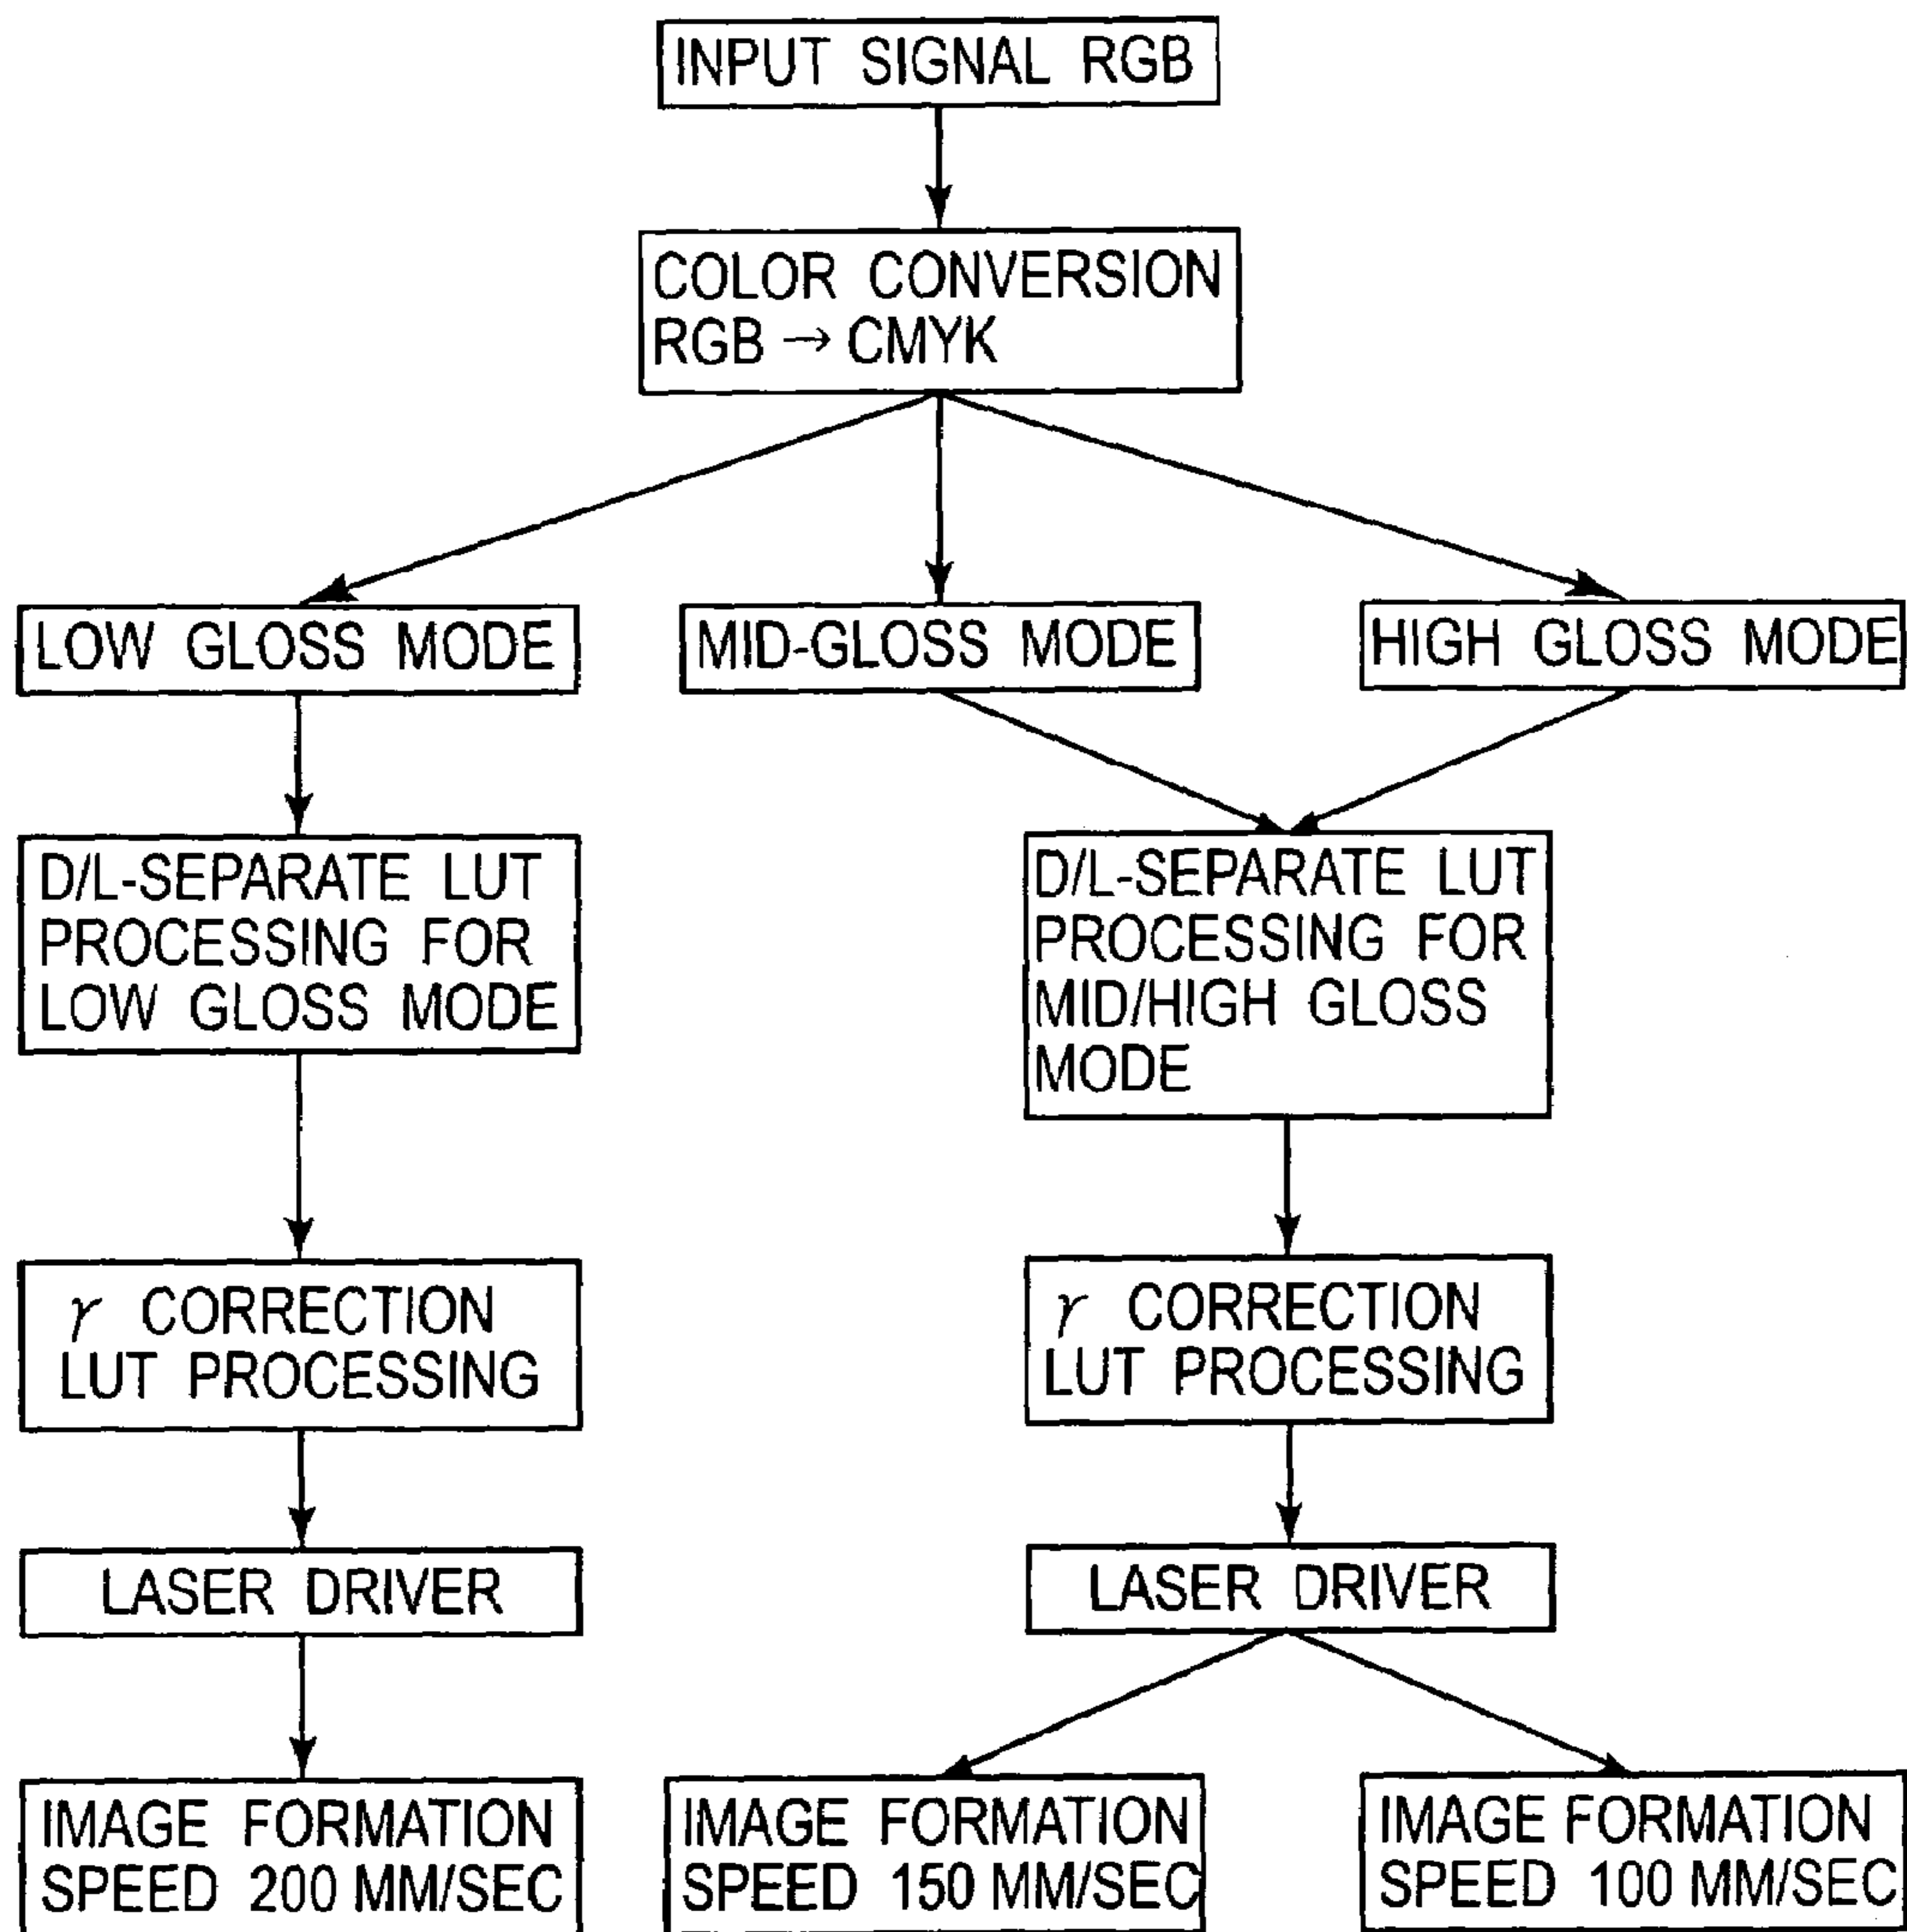 INPUT SIGNAL RGB
COLOR CONVERSION
RGB → CMYK
LOW GLOSS MODE
MID-GLOSS MODE
HIGH GLOSS MODE
D/L-SEPARATE LUT
PROCESSING FOR
LOW GLOSS MODE
D/L-SEPARATE LUT
PROCESSING FOR
MID/HIGH GLOSS
MODE
γ CORRECTION
LUT PROCESSING
γ CORRECTION
LUT PROCESSING
LASER DRIVER
LASER DRIVER
IMAGE FORMATION
SPEED 200 MM/SEC
IMAGE FORMATION
SPEED 150 MM/SEC
IMAGE FORMATION
SPEED 100 MM/SEC